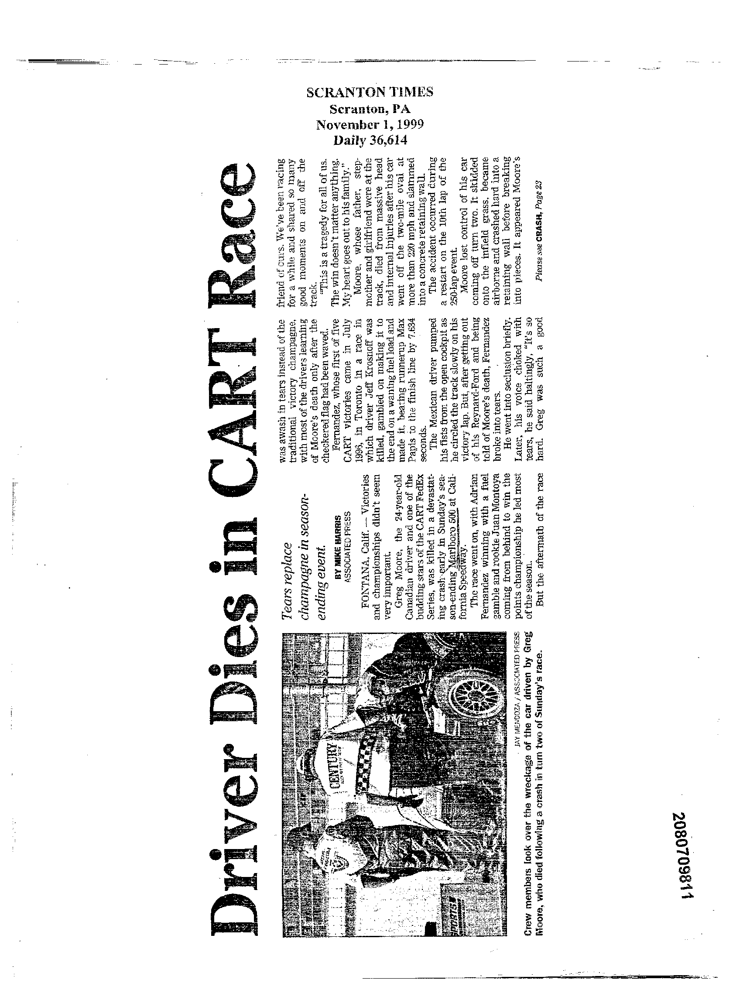 SCRANTON TIMES
Scranton, PA
November 1, 1999
Daily 36,614
Driver Dies in CART Race
CENTURY
SPORTS
JAY MENDOZA / ASSOCIATED PRESS
Crew members look over the wreckage of the car driven by Greg
Moore, who died following a crash in turn two of Sunday's race.
Tears replace
champagne in season-
ending event.
BY MIKE HARRIS
ASSOCIATED PRESS
FONTANA, Calif. — Victories
and championships didn't seem
very important.
Greg Moore, the 24-year-old
Canadian driver and one of the
budding stars of the CART FedEx
Series, was killed in a devastat-
ing crash early in Sunday's sea-
son-ending Marlboro 500 at Cali-
fornia Speedway.
The race went on, with Adrian
Fernandez winning with a fuel
gamble and rookie Juan Montoya
coming from behind to win the
points championship he led most
of the season.
But the aftermath of the race
was awash in tears instead of the
traditional victory champagne,
with most of the drivers learning
of Moore's death only after the
checkered flag had been waved.
Fernandez, whose first of five
CART victories came in July
1996, in Toronto in a race in
which driver Jeff Krosnoff was
killed, gambled on making it to
the end on a waning fuel load and
made it, beating runnerup Max
Papis to the finish line by 7.634
seconds.
The Mexican driver pumped
his fists from the open cockpit as
he circled the track slowly on his
victory lap. But, after getting out
of his Reynard-Ford and being
told of Moore's death, Fernandez
broke into tears.
He went into seclusion briefly.
Later, his voice choked with
tears, he said haltingly, "It's so
hard. Greg was such a good
friend of ours. We've been racing
for a while and shared so many
good moments on and off the
track.
"This is a tragedy for all of us.
The win doesn't matter anything.
My heart goes out to his family."
Moore, whose father, step-
mother and girlfriend were at the
track, died from massive head
and internal injuries after his car
went off the two-mile oval at
more than 220 mph and slammed
into a concrete retaining wall.
The accident occurred during
a restart on the 10th lap of the
250-lap event.
Moore lost control of his car
coming off turn two. It skidded
onto the infield grass, became
airborne and crashed hard into a
retaining wall before breaking
into pieces. It appeared Moore's
Please see CRASH, Page 23
2080709811